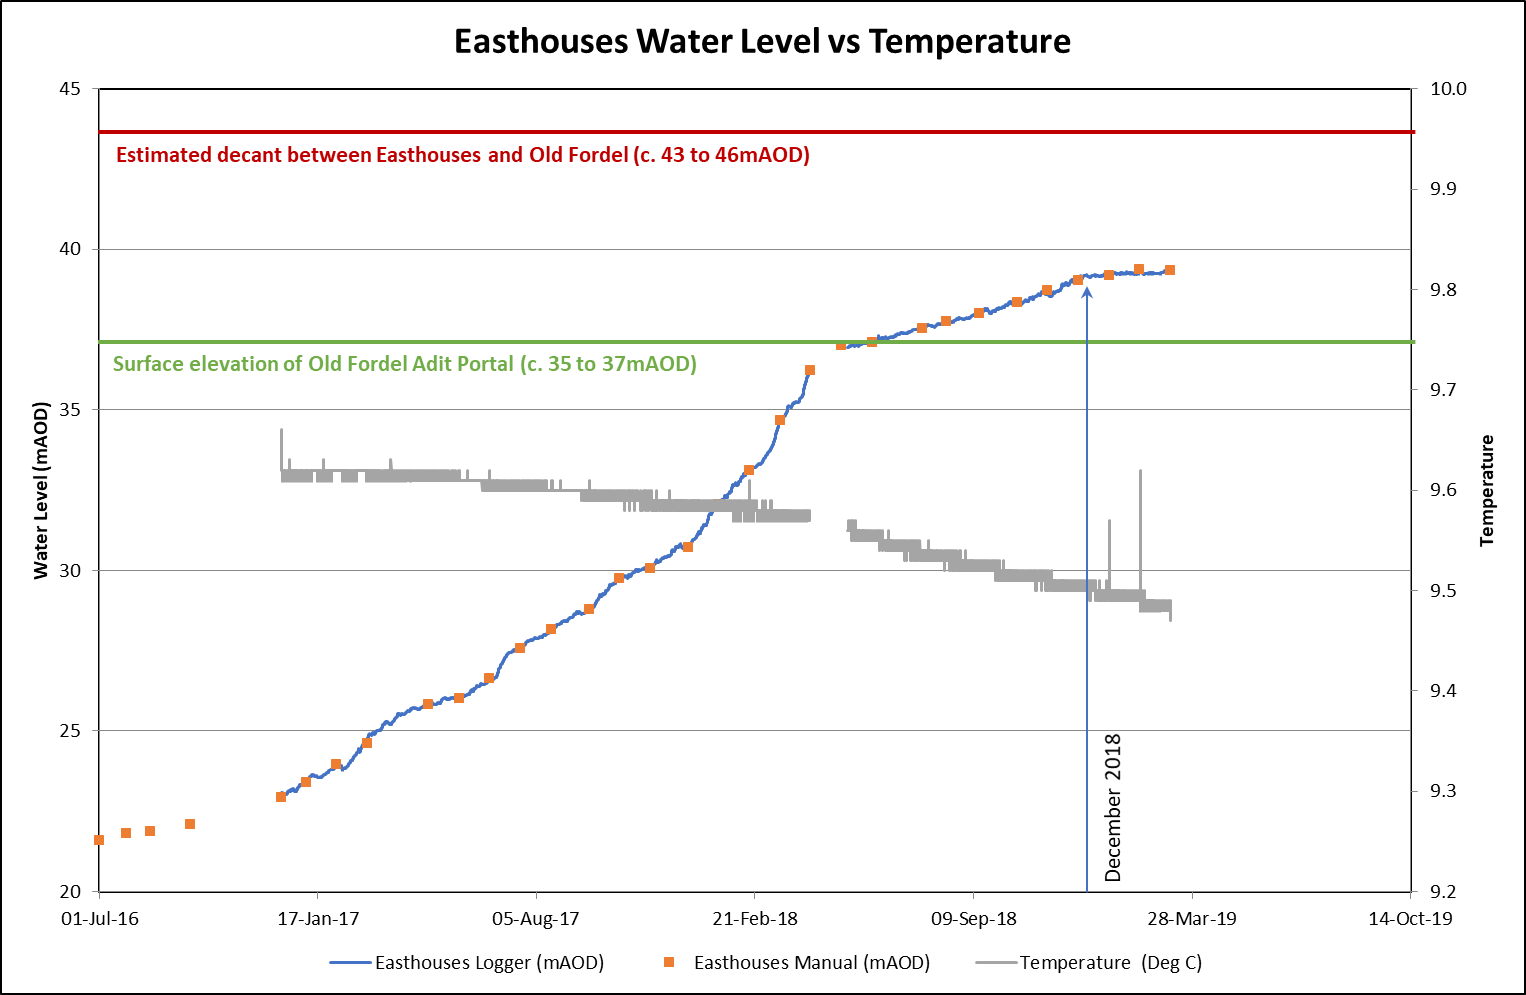 Easthouses Water Level vs Temperature
45
10.0
Estimated decant between Easthouses and Old Fordel (c. 43 to 46mAOD)
9.9
40
9.8
Surface elevation of Old Fordel Adit Portal (c. 35 to 37mAOD)
9.7
35
Water Level (mAOD)
Temperature
9.6
30
9.5
9.4
25
December 2018
9.3
20
9.2
01-Jul-16 17-Jan-17 05-Aug-17 21-Feb-18 09-Sep-18 28-Mar-19 14-Oct-19
Easthouses Logger (mAOD) Easthouses Manual (mAOD) Temperature (Deg C)